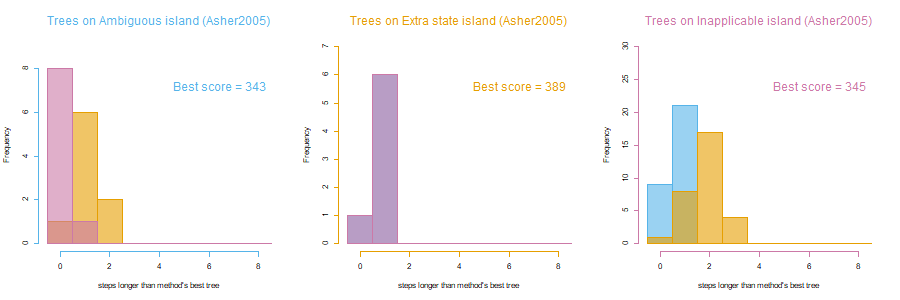 Trees on Ambiguous island (Asher2005)
Best score = 343
Frequency
0
2
4
6
8
0 2 4 6 8
steps longer than method's best tree
Trees on Extra state island (Asher2005)
Best score = 389
Frequency
0
1
2
3
4
5
6
7
0 2 4 6 8
steps longer than method's best tree
Trees on Inapplicable island (Asher2005)
Best score = 345
Frequency
0
5
10
15
20
25
30
0 2 4 6 8
steps longer than method's best tree